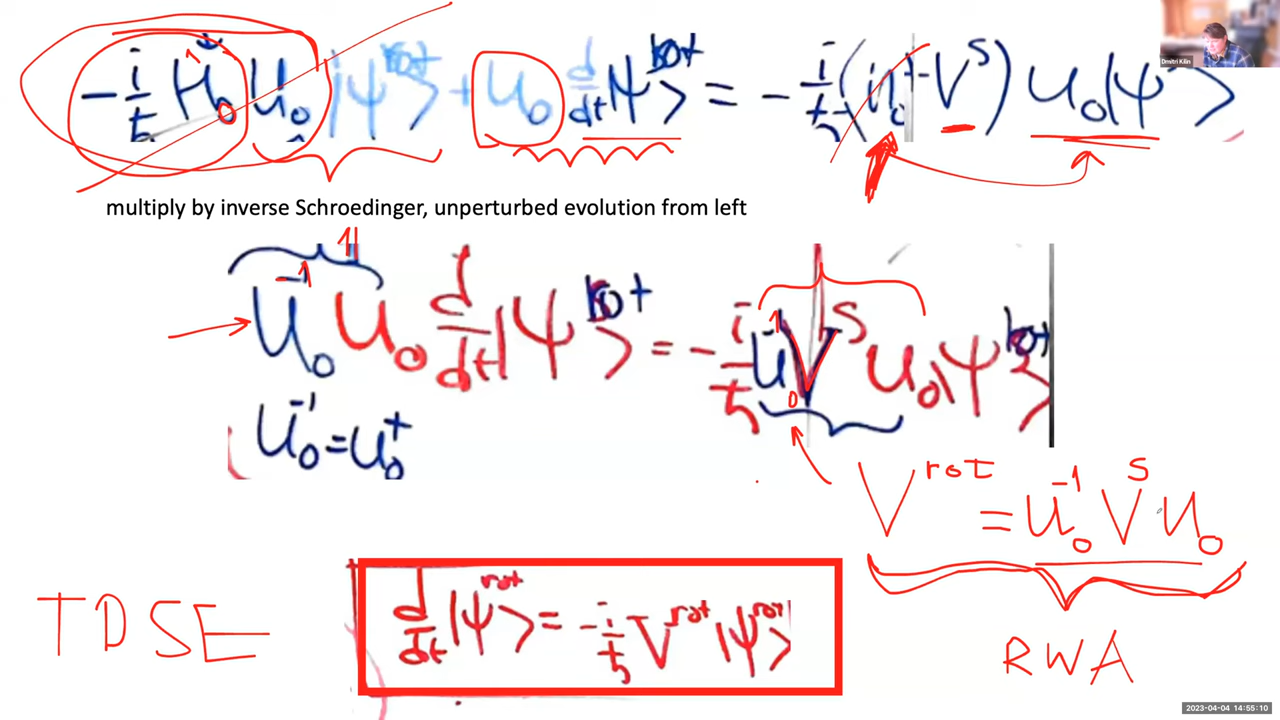 -i/ħ H₀ U₀ |ψ^rot> + U₀ d/dt |ψ^rot> = -i/ħ (H₀ + V^S) U₀ |ψ >
Dmitri Kilin
multiply by inverse Schroedinger, unperturbed evolution from left
1
U₀⁻¹ U₀ d/dt |ψ^rot> = -i/ħ U₀⁻¹ V^S U₀ |ψ^rot>
U₀⁻¹ = U₀⁺
V^rot = U₀⁻¹ V^S U₀
TDSE
d/dt |ψ^rot> = -i/ħ V^rot |ψ^rot>
RWA
2023-04-04 14:55:10